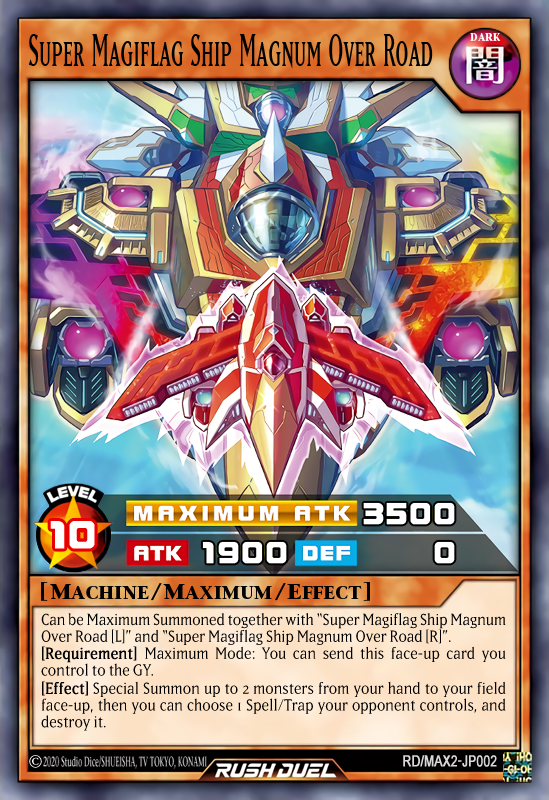 SUPER MAGIFLAG SHIP MAGNUM OVER ROAD
DARK
闇
LEVEL
10
MAXIMUM ATK 3500
ATK 1900 DEF 0
[MACHINE/MAXIMUM/EFFECT]
Can be Maximum Summoned together with "Super Magiflag Ship Magnum
Over Road [L]" and "Super Magiflag Ship Magnum Over Road [R]".
[Requirement] Maximum Mode: You can send this face-up card you
control to the GY.
[Effect] Special Summon up to 2 monsters from your hand to your field
face-up, then you can choose 1 Spell/Trap your opponent controls, and
destroy it.
©2020 Studio Dice/SHUEISHA, TV TOKYO, KONAMI
RUSH DUEL
RD/MAX2-JP002